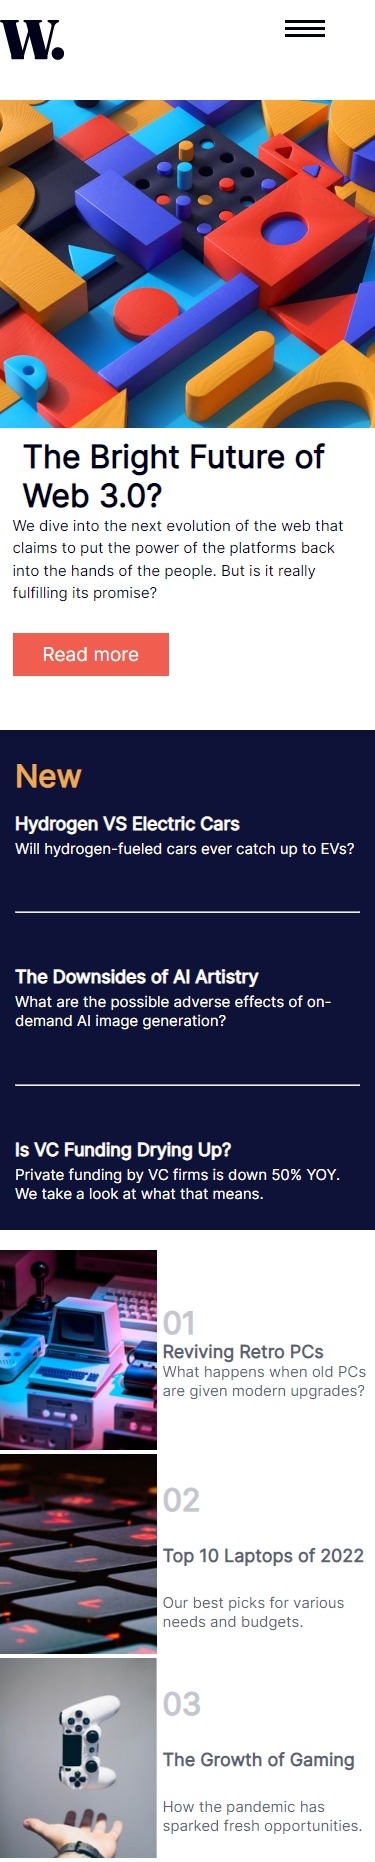 W.
The Bright Future of
Web 3.0?
We dive into the next evolution of the web that
claims to put the power of the platforms back
into the hands of the people. But is it really
fulfilling its promise?
Read more
New
Hydrogen VS Electric Cars
Will hydrogen-fueled cars ever catch up to EVs?
The Downsides of AI Artistry
What are the possible adverse effects of on-
demand AI image generation?
Is VC Funding Drying Up?
Private funding by VC firms is down 50% YOY.
We take a look at what that means.
01
Reviving Retro PCs
What happens when old PCs
are given modern upgrades?
02
Top 10 Laptops of 2022
Our best picks for various
needs and budgets.
03
The Growth of Gaming
How the pandemic has
sparked fresh opportunities.